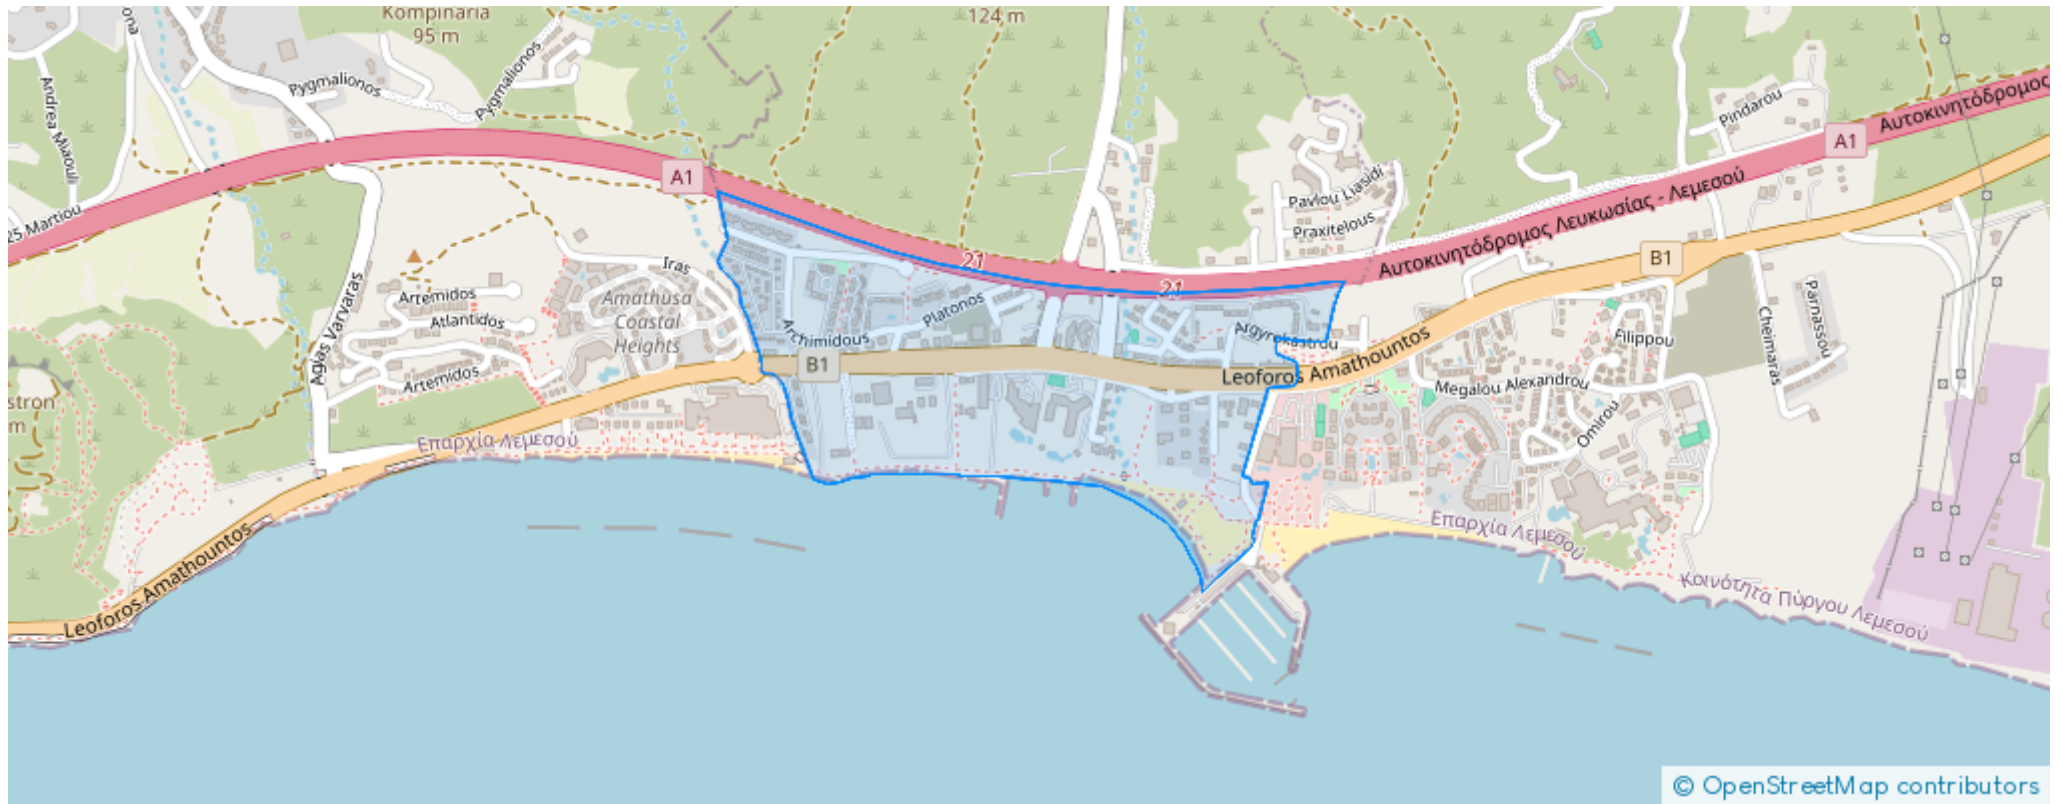 Kompinaria
95 m
124 m
ona
Andrea Miaouli
Pygmalionos
Pygmalionos
Pindarou
Αυτοκινητόδρομος
A1
A1
25 Martiou
Pavlou Liasidi
Praxitelous
Αυτοκινητόδρομος Λευκωσίας - Λεμεσού
B1
21
21
Iras
Artemidos
Atlantidos
Artemidos
Amathusa
Coastal
Heights
Agias Varvaras
Platonos
Archimidous
B1
Argyrokastrou
Leoforos Amathountos
Filippou
Megalou Alexandrou
Omirou
Cheimaras
Parnassou
stron
m
Επαρχία Λεμεσού
Επαρχία Λεμεσού
Κοινότητα Πύργου Λεμεσού
Leoforos Amathountos
© OpenStreetMap contributors